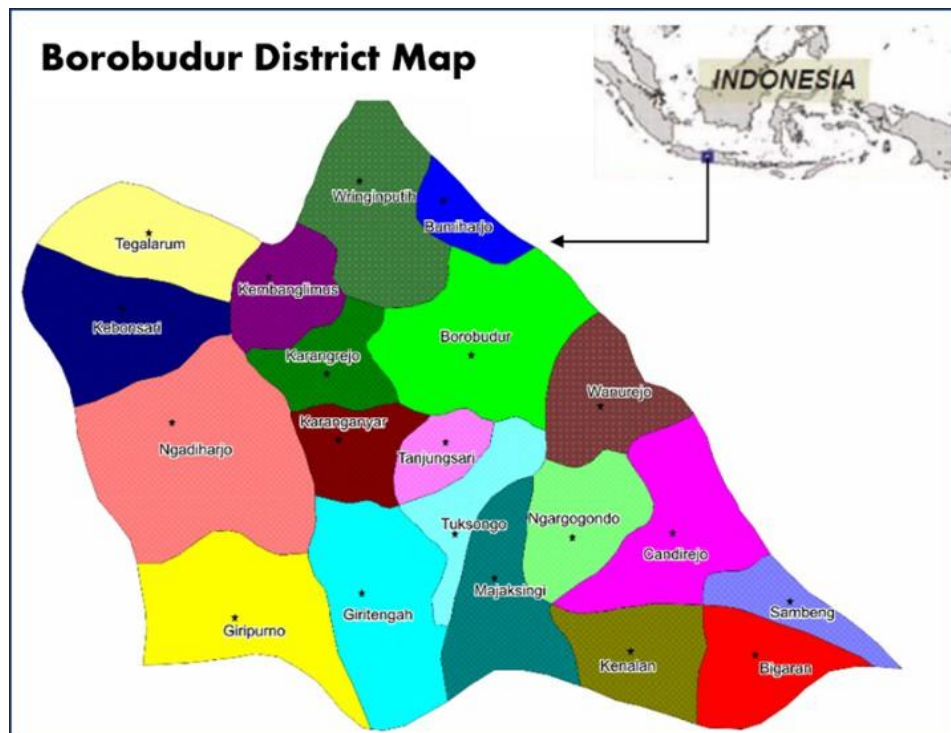 Borobudur District Map
INDONESIA
Wringinputih
Bumiharjo
Tegalarum
Kembanglimus
Kebonsari
Borobudur
Karangrejo
Wanurejo
Karanganyar
Ngadiharjo
Tanjungsari
Tuksongo
Ngargogondo
Candirejo
Majaksingi
Sambeng
Giritengah
Giripurno
Kenalan
Bigaran